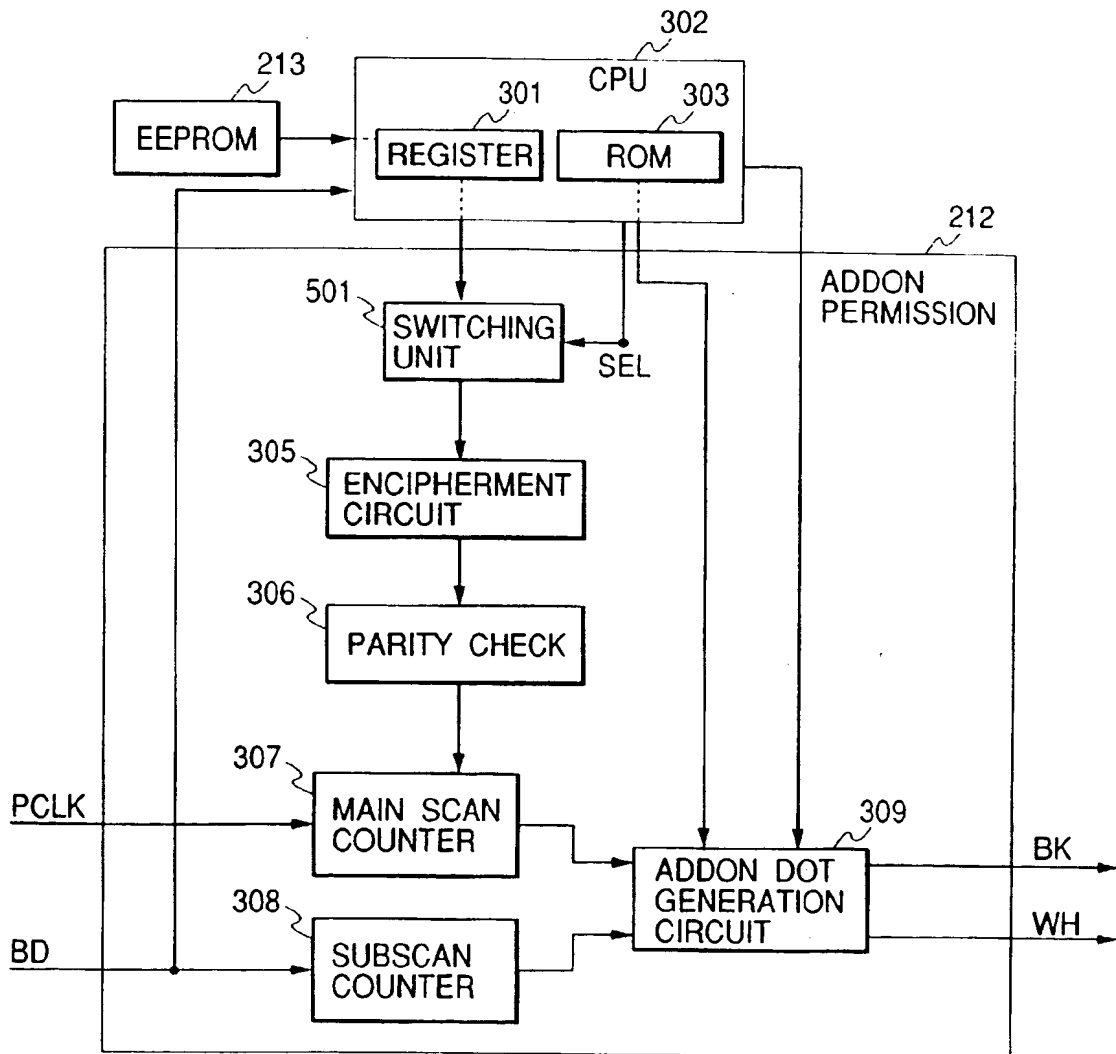 302
CPU
213
301
303
EEPROM
REGISTER
ROM
212
ADDON
PERMISSION
501
SWITCHING
UNIT
SEL
305
ENCIPHERMENT
CIRCUIT
306
PARITY CHECK
307
PCLK
MAIN SCAN
COUNTER
309
ADDON DOT
GENERATION
CIRCUIT
BK
WH
308
BD
SUBSCAN
COUNTER